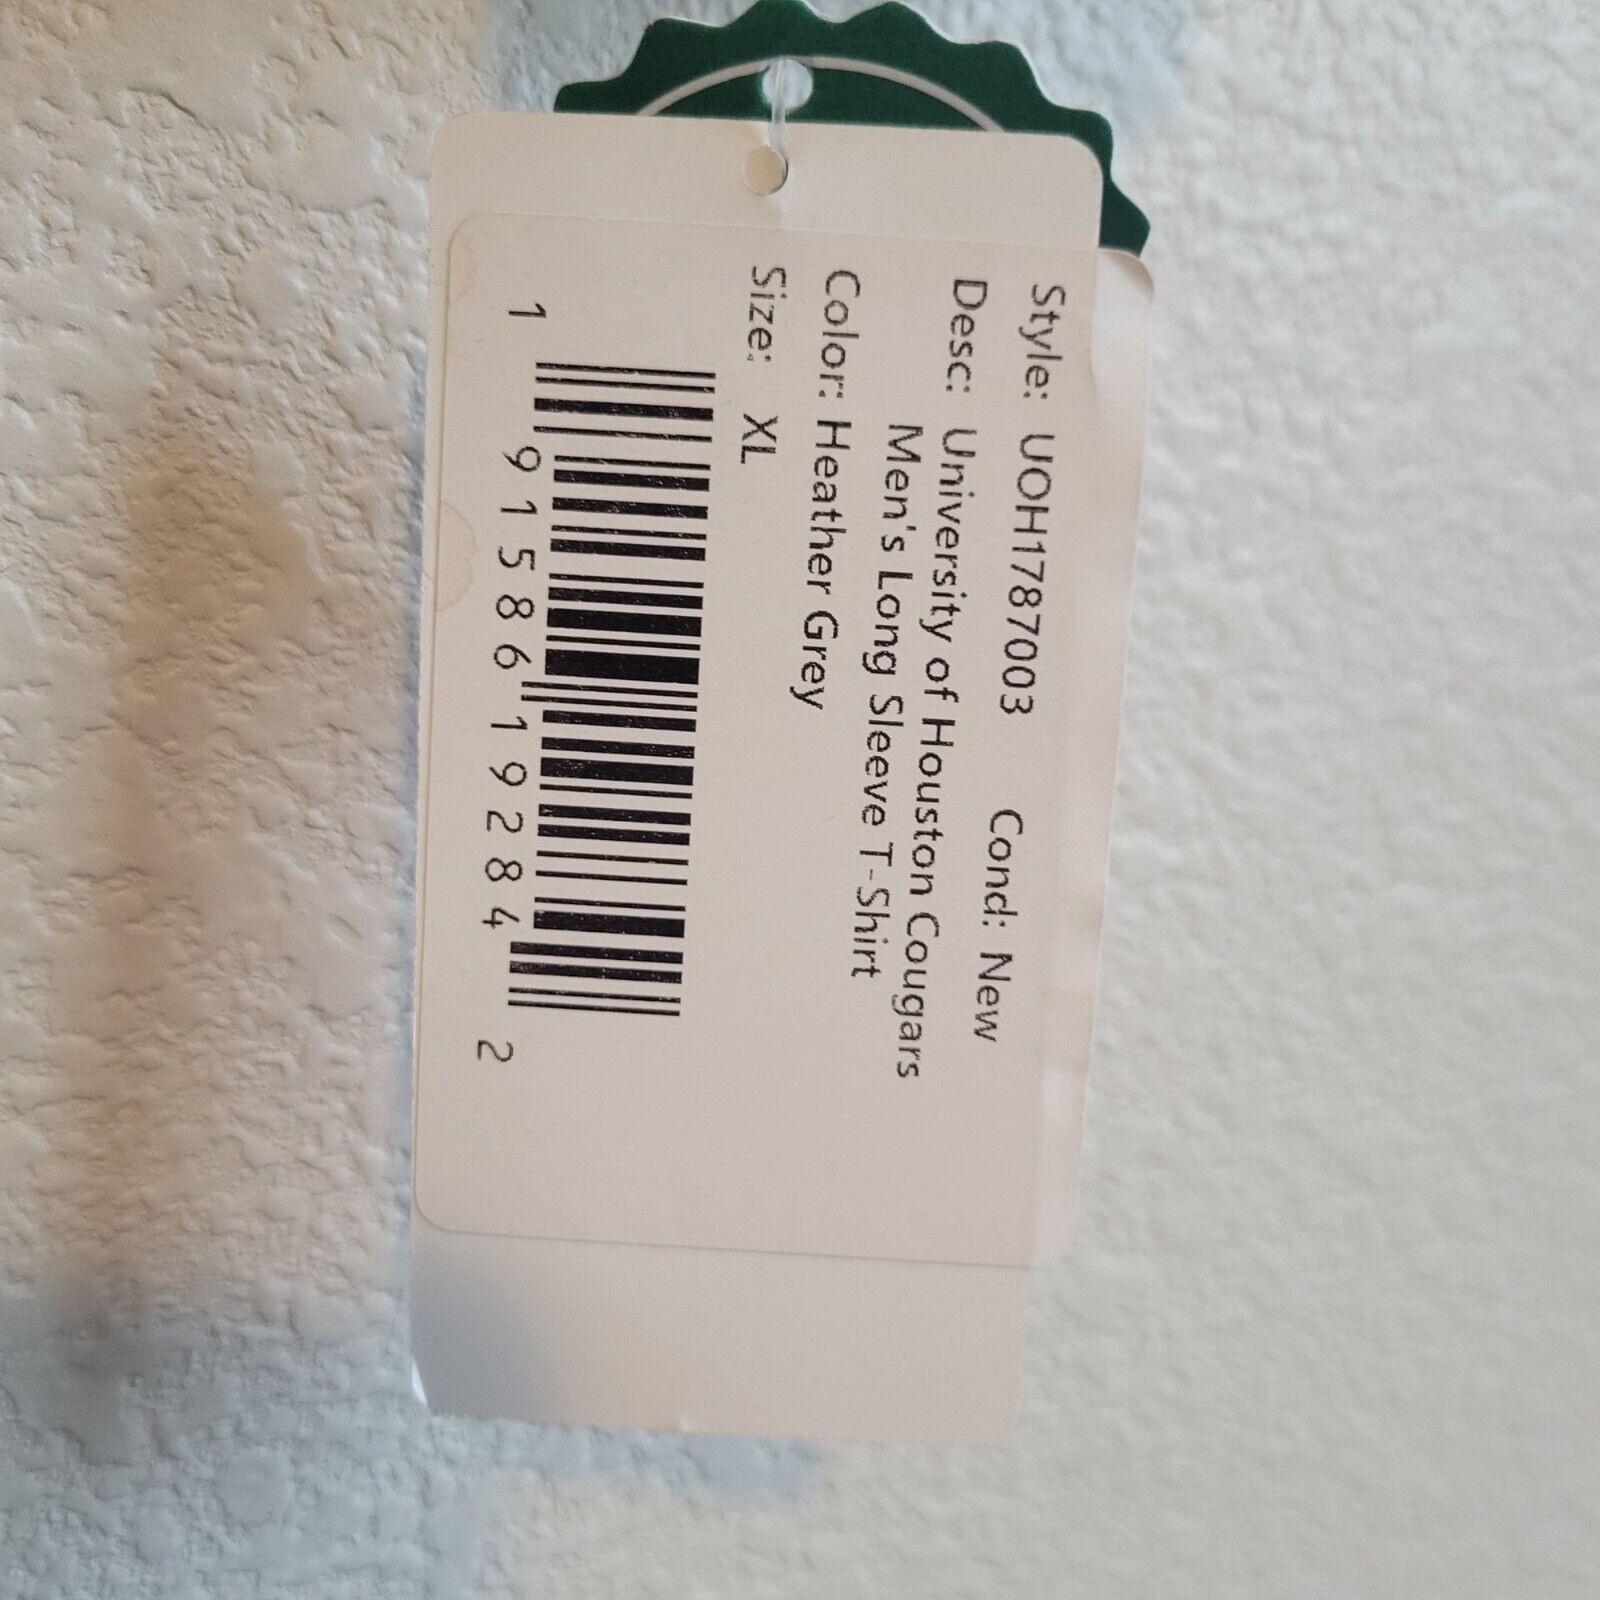 Style: UOH1787003 Cond: New
Desc: University of Houston Cougars
Men's Long Sleeve T-Shirt
Color: Heather Grey
Size: XL
1 91586 19284 2